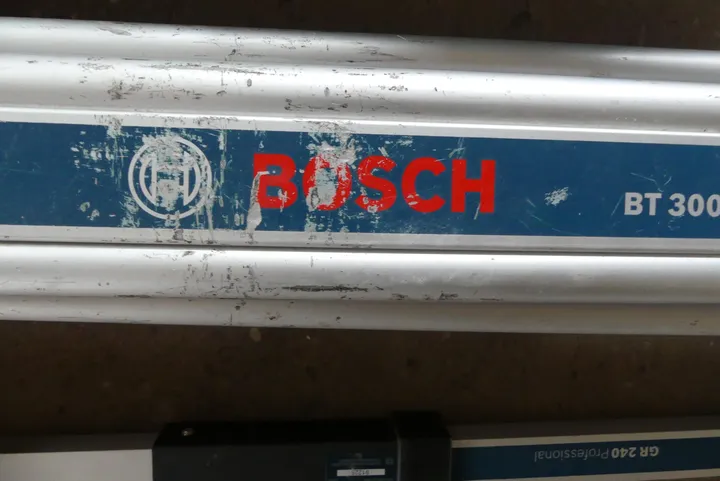 BOSCH
BT 300
GR 240 Professional